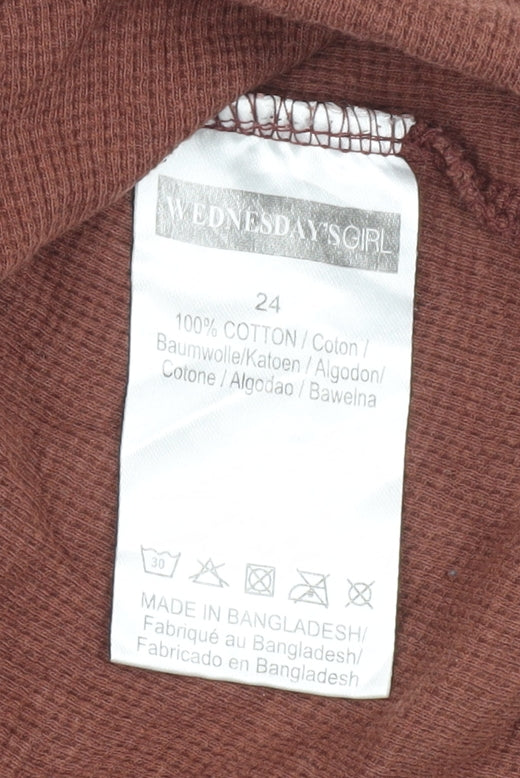 WEDNESDAY'SGIRL
24
100% COTTON / Coton /
Baumwolle/Katoen / Algodon/
Cotone / Algodao / Bawelna
30
MADE IN BANGLADESH/
Fabriqué au Bangladesh/
Fabricado en Bangladesh